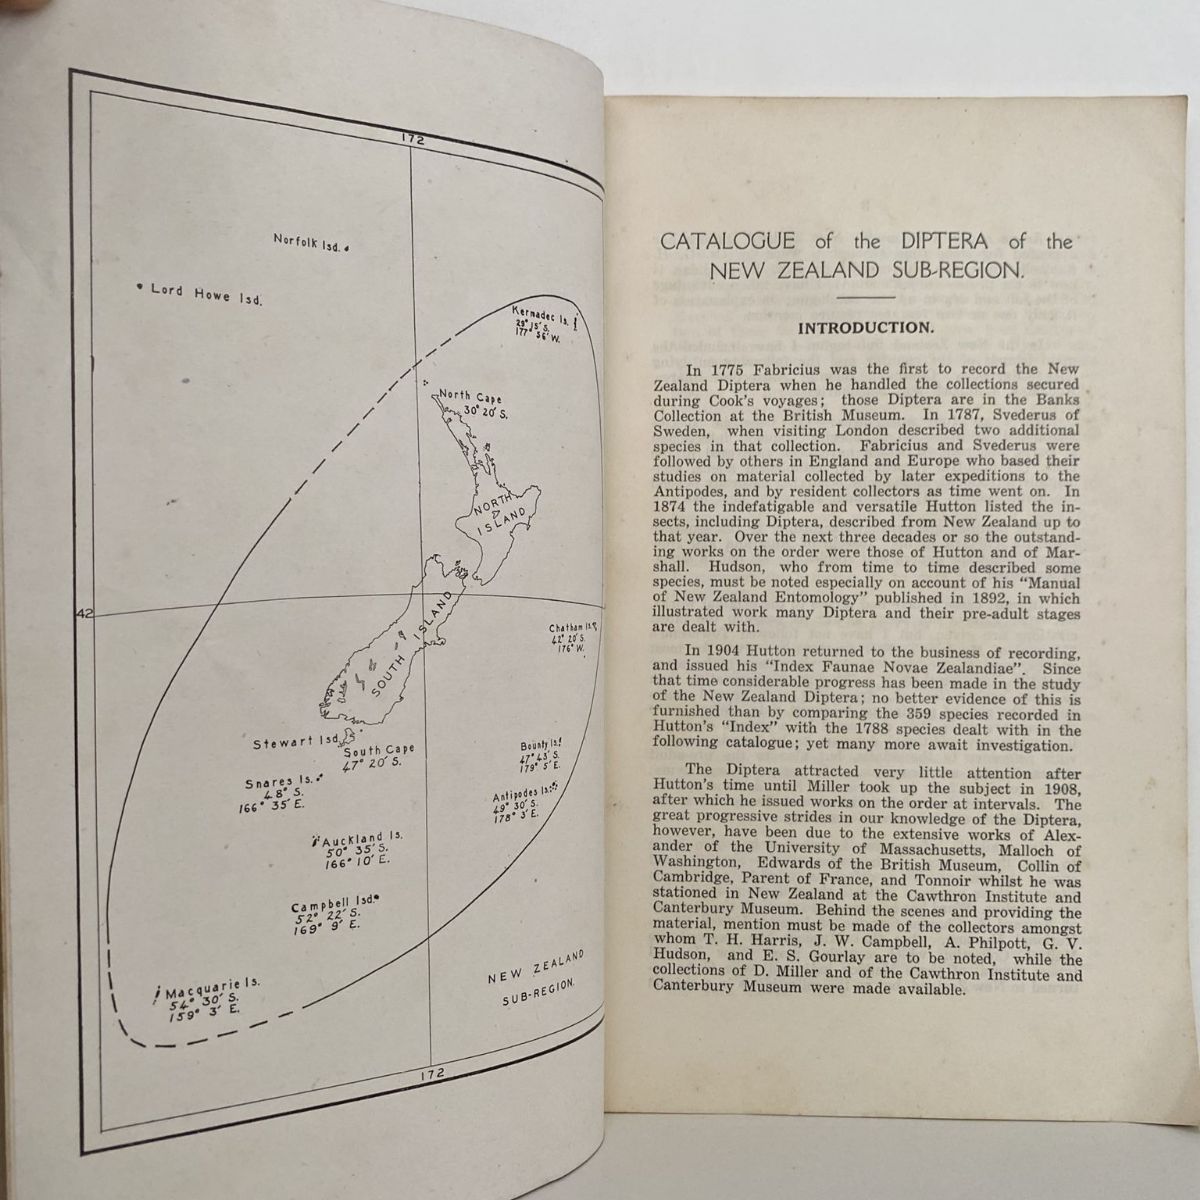 172
Norfolk Isd.
Lord Howe Isd.
Kermadec Is.
29° 15′ S.
177° 56′ W.
North Cape
30° 20′ S.
NORTH
ISLAND
42
SOUTH ISLAND
Chatham Is.
42° 20′ S.
176° W.
Stewart Isd.
South Cape
47° 20′ S.
Snares Is.
48° S.
166° 35′ E.
Bounty Is.
47° 43′ S.
179° 5′ E.
Antipodes Is.
49° 30′ S.
178° 3′ E.
Auckland Is.
50° 35′ S.
166° 10′ E.
Campbell Isd.
52° 22′ S.
169° 9′ E.
Macquarie Is.
54° 30′ S.
159° 3′ E.
NEW ZEALAND
SUB-REGION.
172
CATALOGUE of the DIPTERA of the
NEW ZEALAND SUB-REGION.
INTRODUCTION.
In 1775 Fabricius was the first to record the New
Zealand Diptera when he handled the collections secured
during Cook's voyages; those Diptera are in the Banks
Collection at the British Museum. In 1787, Svederus of
Sweden, when visiting London described two additional
species in that collection. Fabricius and Svederus were
followed by others in England and Europe who based their
studies on material collected by later expeditions to the
Antipodes, and by resident collectors as time went on. In
1874 the indefatigable and versatile Hutton listed the in-
sects, including Diptera, described from New Zealand up to
that year. Over the next three decades or so the outstand-
ing works on the order were those of Hutton and of Mar-
shall. Hudson, who from time to time described some
species, must be noted especially on account of his "Manual
of New Zealand Entomology" published in 1892, in which
illustrated work many Diptera and their pre-adult stages
are dealt with.
In 1904 Hutton returned to the business of recording,
and issued his "Index Faunae Novae Zealandiae". Since
that time considerable progress has been made in the study
of the New Zealand Diptera; no better evidence of this is
furnished than by comparing the 359 species recorded in
Hutton's "Index" with the 1788 species dealt with in the
following catalogue; yet many more await investigation.
The Diptera attracted very little attention after
Hutton's time until Miller took up the subject in 1908,
after which he issued works on the order at intervals. The
great progressive strides in our knowledge of the Diptera,
however, have been due to the extensive works of Alex-
ander of the University of Massachusetts, Malloch of
Washington, Edwards of the British Museum, Collin of
Cambridge, Parent of France, and Tonnoir whilst he was
stationed in New Zealand at the Cawthron Institute and
Canterbury Museum. Behind the scenes and providing the
material, mention must be made of the collectors amongst
whom T. H. Harris, J. W. Campbell, A. Philpott, G. V.
Hudson, and E. S. Gourlay are to be noted, while the
collections of D. Miller and of the Cawthron Institute and
Canterbury Museum were made available.